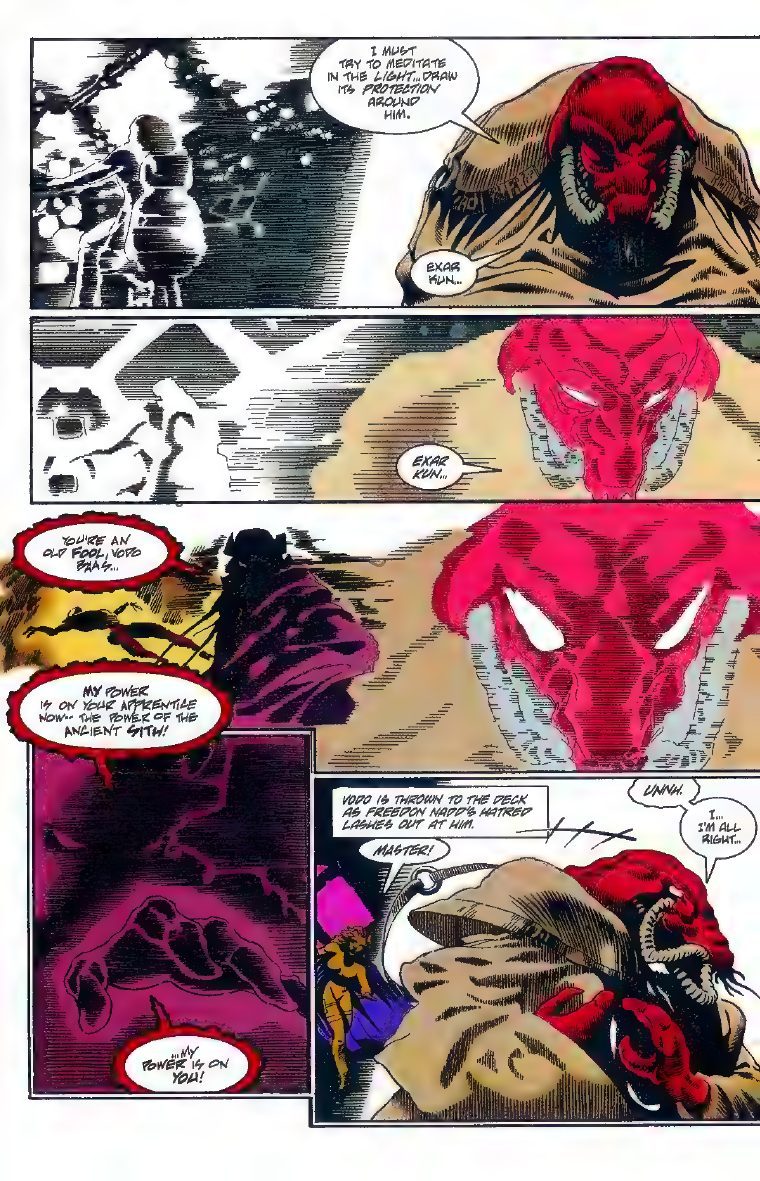 I MUST
TRY TO MEDITATE
IN THE LIGHT...DRAW
ITS PROTECTION
AROUND
HIM.
EXAR
KUN...
EXAR
KUN...
YOU'RE AN
OLD FOOL, VODO
BAAS...
MY POWER
IS ON YOUR APPRENTICE
NOW-- THE POWER OF THE
ANCIENT SITH!
...MY
POWER IS ON
YOU!
VODO IS THROWN TO THE DECK
AS FREEDON NADD'S HATRED
LASHES OUT AT HIM.
MASTER!
UNNH.
I...
I'M ALL
RIGHT...